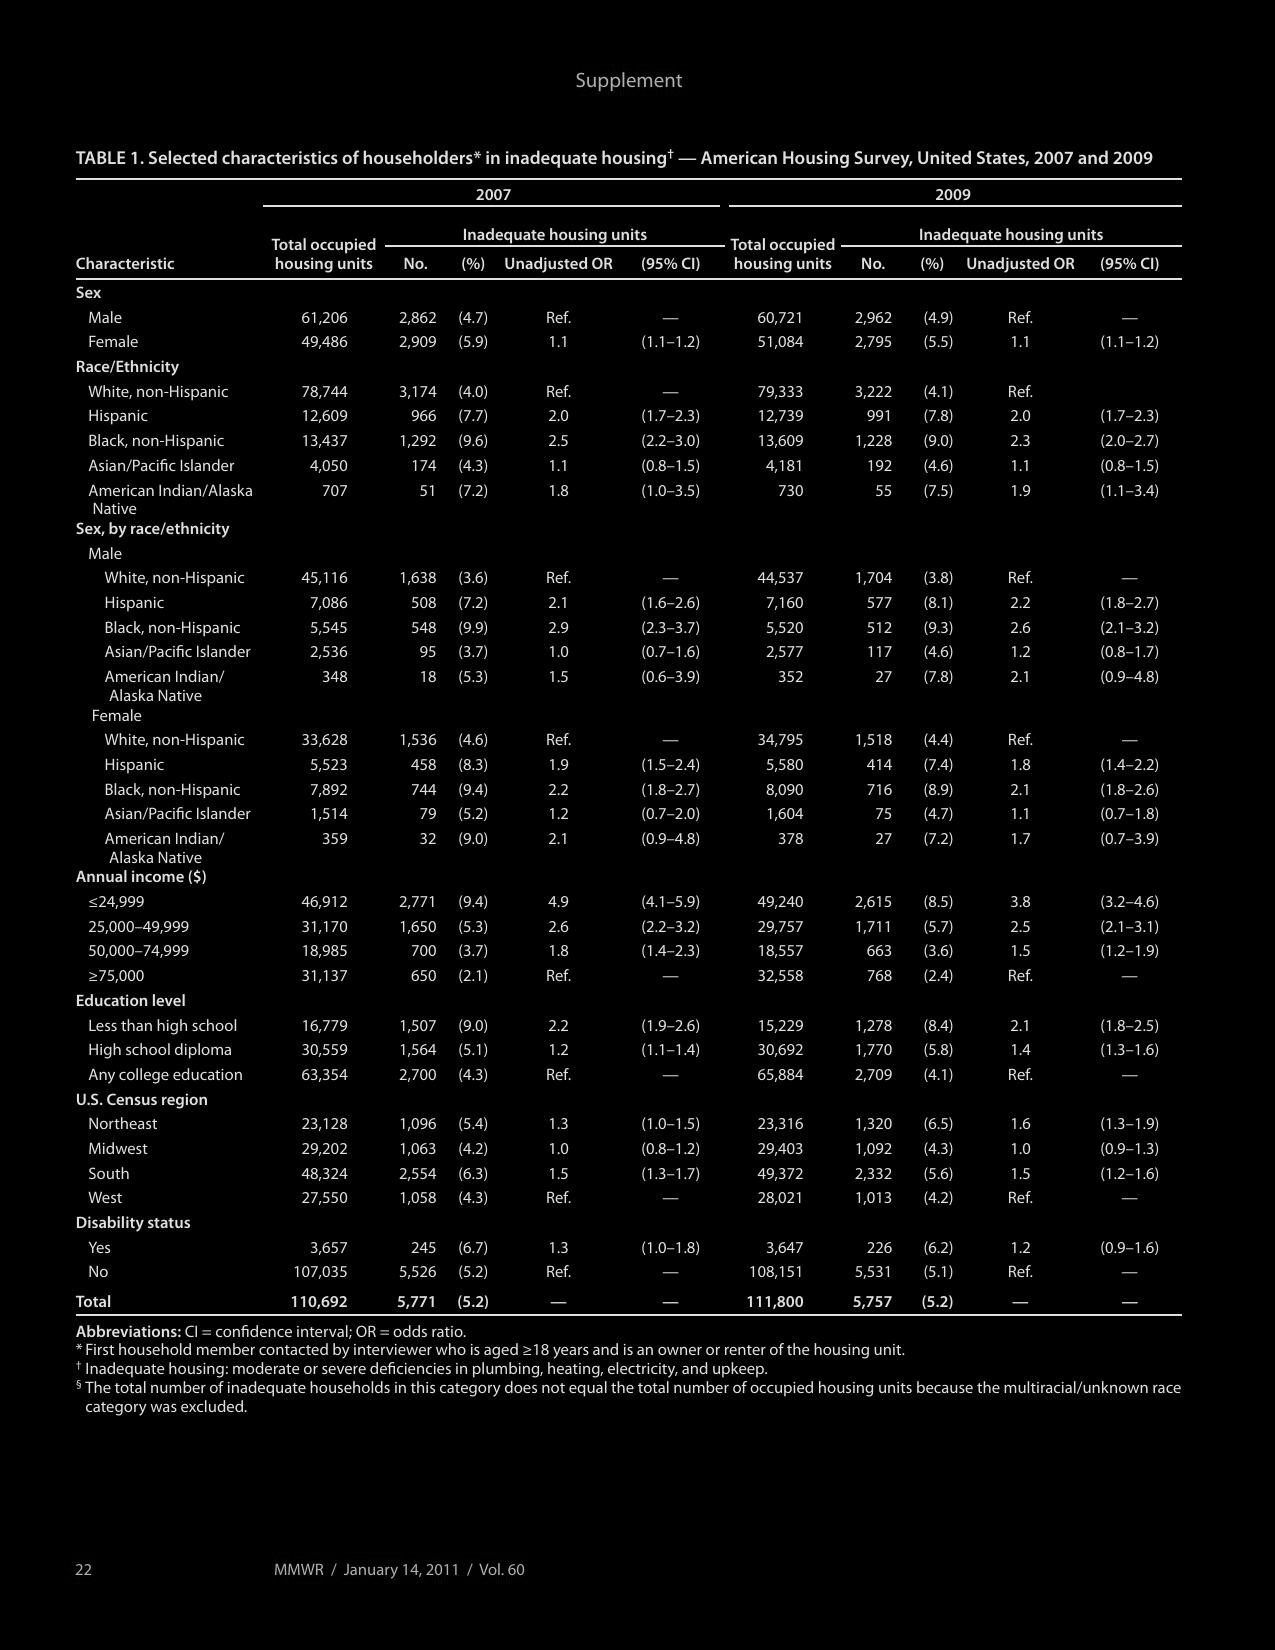 Supplement
TABLE 1. Selected characteristics of householders* in inadequate housing† — American Housing Survey, United States, 2007 and 2009
2007 2009
Inadequate housing units Inadequate housing units
Total occupied Total occupied
Characteristic housing units No. (%) Unadjusted OR (95% CI) housing units No. (%) Unadjusted OR (95% CI)
Sex
Male 61,206 2,862 (4.7) Ref. — 60,721 2,962 (4.9) Ref. —
Female 49,486 2,909 (5.9) 1.1 (1.1–1.2) 51,084 2,795 (5.5) 1.1 (1.1–1.2)
Race/Ethnicity
White, non-Hispanic 78,744 3,174 (4.0) Ref. — 79,333 3,222 (4.1) Ref.
Hispanic 12,609 966 (7.7) 2.0 (1.7–2.3) 12,739 991 (7.8) 2.0 (1.7–2.3)
Black, non-Hispanic 13,437 1,292 (9.6) 2.5 (2.2–3.0) 13,609 1,228 (9.0) 2.3 (2.0–2.7)
Asian/Pacific Islander 4,050 174 (4.3) 1.1 (0.8–1.5) 4,181 192 (4.6) 1.1 (0.8–1.5)
American Indian/Alaska 707 51 (7.2) 1.8 (1.0–3.5) 730 55 (7.5) 1.9 (1.1–3.4)
Native
Sex, by race/ethnicity
Male
White, non-Hispanic 45,116 1,638 (3.6) Ref. — 44,537 1,704 (3.8) Ref. —
Hispanic 7,086 508 (7.2) 2.1 (1.6–2.6) 7,160 577 (8.1) 2.2 (1.8–2.7)
Black, non-Hispanic 5,545 548 (9.9) 2.9 (2.3–3.7) 5,520 512 (9.3) 2.6 (2.1–3.2)
Asian/Pacific Islander 2,536 95 (3.7) 1.0 (0.7–1.6) 2,577 117 (4.6) 1.2 (0.8–1.7)
American Indian/ 348 18 (5.3) 1.5 (0.6–3.9) 352 27 (7.8) 2.1 (0.9–4.8)
Alaska Native
Female
White, non-Hispanic 33,628 1,536 (4.6) Ref. — 34,795 1,518 (4.4) Ref. —
Hispanic 5,523 458 (8.3) 1.9 (1.5–2.4) 5,580 414 (7.4) 1.8 (1.4–2.2)
Black, non-Hispanic 7,892 744 (9.4) 2.2 (1.8–2.7) 8,090 716 (8.9) 2.1 (1.8–2.6)
Asian/Pacific Islander 1,514 79 (5.2) 1.2 (0.7–2.0) 1,604 75 (4.7) 1.1 (0.7–1.8)
American Indian/ 359 32 (9.0) 2.1 (0.9–4.8) 378 27 (7.2) 1.7 (0.7–3.9)
Alaska Native
Annual income ($)
≤24,999 46,912 2,771 (9.4) 4.9 (4.1–5.9) 49,240 2,615 (8.5) 3.8 (3.2–4.6)
25,000–49,999 31,170 1,650 (5.3) 2.6 (2.2–3.2) 29,757 1,711 (5.7) 2.5 (2.1–3.1)
50,000–74,999 18,985 700 (3.7) 1.8 (1.4–2.3) 18,557 663 (3.6) 1.5 (1.2–1.9)
≥75,000 31,137 650 (2.1) Ref. — 32,558 768 (2.4) Ref. —
Education level
Less than high school 16,779 1,507 (9.0) 2.2 (1.9–2.6) 15,229 1,278 (8.4) 2.1 (1.8–2.5)
High school diploma 30,559 1,564 (5.1) 1.2 (1.1–1.4) 30,692 1,770 (5.8) 1.4 (1.3–1.6)
Any college education 63,354 2,700 (4.3) Ref. — 65,884 2,709 (4.1) Ref. —
U.S. Census region
Northeast 23,128 1,096 (5.4) 1.3 (1.0–1.5) 23,316 1,320 (6.5) 1.6 (1.3–1.9)
Midwest 29,202 1,063 (4.2) 1.0 (0.8–1.2) 29,403 1,092 (4.3) 1.0 (0.9–1.3)
South 48,324 2,554 (6.3) 1.5 (1.3–1.7) 49,372 2,332 (5.6) 1.5 (1.2–1.6)
West 27,550 1,058 (4.3) Ref. — 28,021 1,013 (4.2) Ref. —
Disability status
Yes 3,657 245 (6.7) 1.3 (1.0–1.8) 3,647 226 (6.2) 1.2 (0.9–1.6)
No 107,035 5,526 (5.2) Ref. — 108,151 5,531 (5.1) Ref. —
Total 110,692 5,771 (5.2) — — 111,800 5,757 (5.2) — —
Abbreviations: CI = confidence interval; OR = odds ratio.
* First household member contacted by interviewer who is aged ≥18 years and is an owner or renter of the housing unit.
† Inadequate housing: moderate or severe deficiencies in plumbing, heating, electricity, and upkeep.
§ The total number of inadequate households in this category does not equal the total number of occupied housing units because the multiracial/unknown race
category was excluded.
22 MMWR / January 14, 2011 / Vol. 60